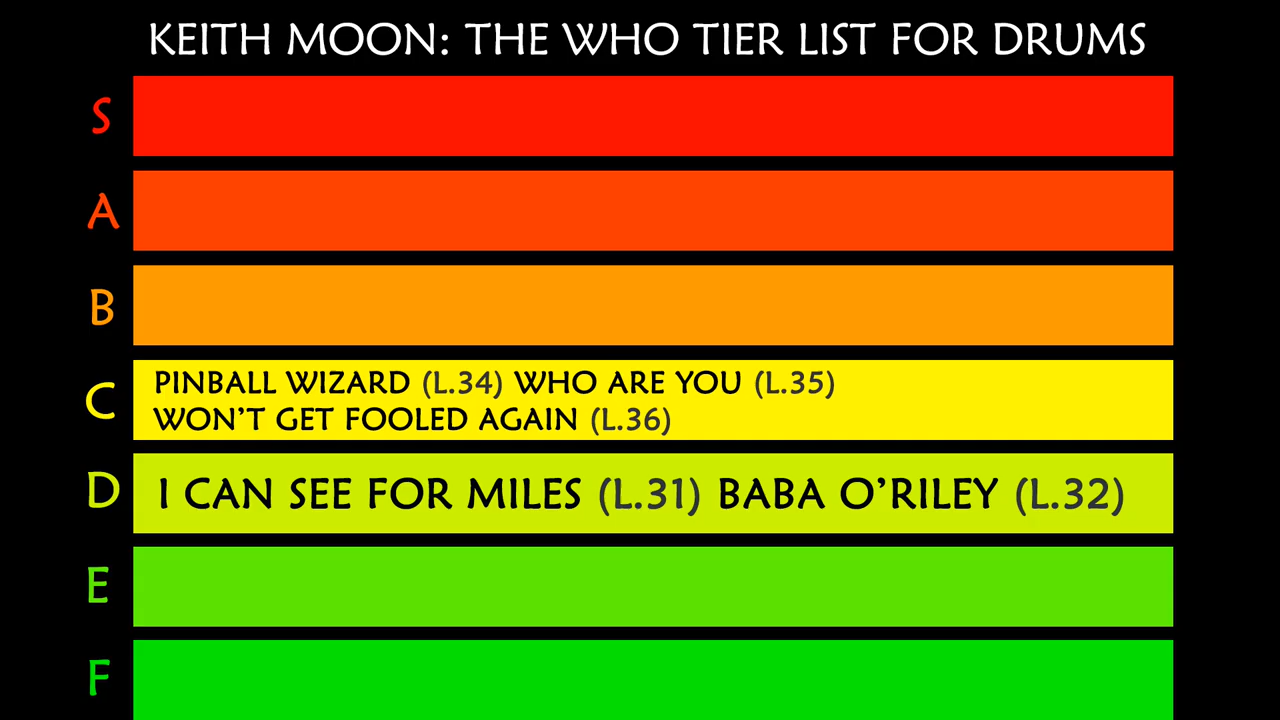 KEITH MOON: THE WHO TIER LIST FOR DRUMS
S
A
B
C
PINBALL WIZARD (L.34) WHO ARE YOU (L.35)
WON'T GET FOOLED AGAIN (L.36)
D
I CAN SEE FOR MILES (L.31) BABA O'RILEY (L.32)
E
F